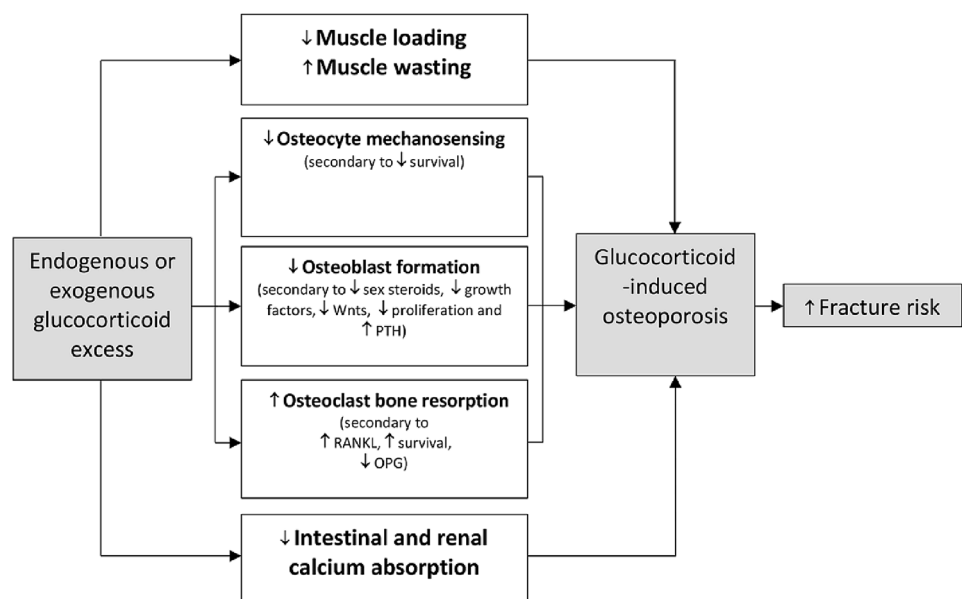 ↓Muscle loading
↑Muscle wasting
↓Osteocyte mechanosensing
(secondary to ↓ survival)
Endogenous or
exogenous
glucocorticoid
excess
↓ Osteoblast formation
(secondary to ↓ sex steroids, ↓ growth
factors, ↓ Wnts, ↓ proliferation and
↑ PTH)
↑ Osteoclast bone resorption
(secondary to
↑ RANKL, ↑ survival,
↓ OPG)
↓Intestinal and renal
calcium absorption
Glucocorticoid
-induced
osteoporosis
↑Fracture risk